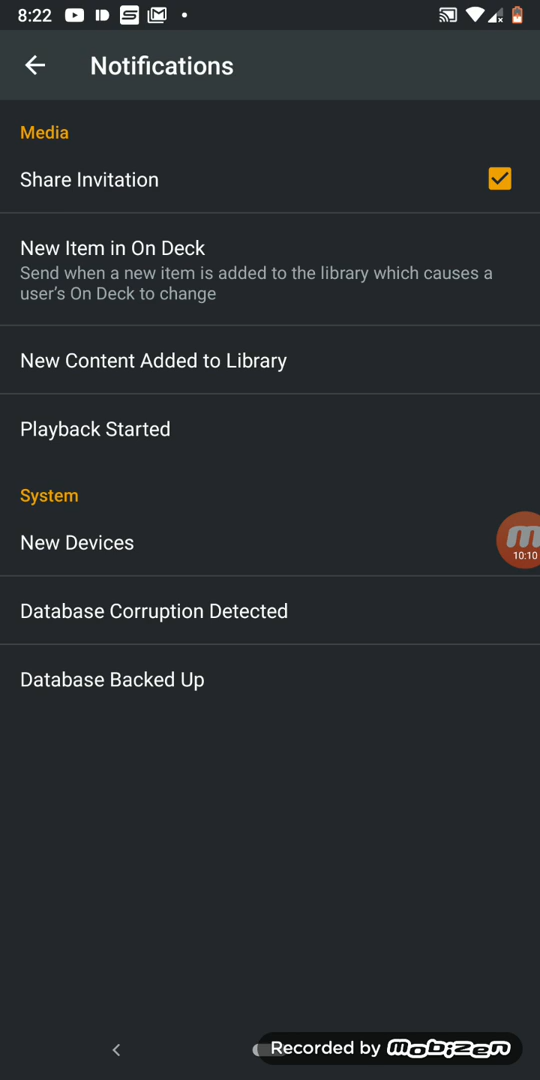 8:22
Notifications
Media
Share Invitation
New Item in On Deck
Send when a new item is added to the library which causes a
user's On Deck to change
New Content Added to Library
Playback Started
System
New Devices
10:10
Database Corruption Detected
Database Backed Up
Recorded by mobizen